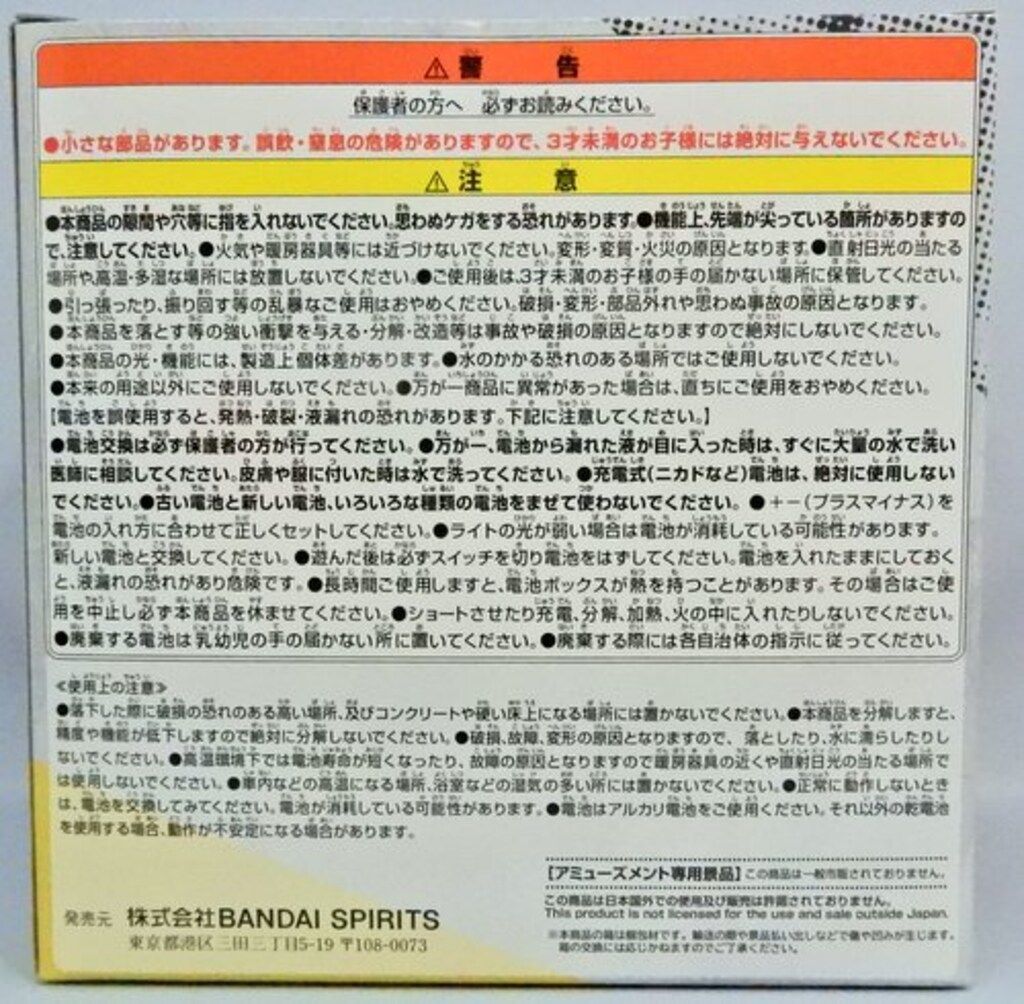 ⚠警告
保護者の方へ 必ずお読みください。
●小さな部品があります。誤飲・窒息の危険がありますので、3才未満のお子様には絶対に与えないでください。
⚠注意
●本商品の隙間や穴等に指を入れないでください。思わぬケガをする恐れがあります。●機能上、先端が尖っている箇所がありますの
で、注意してください。●火気や暖房器具等には近づけないでください。変形・変質・火災の原因となります。●直射日光の当たる
場所や、高温・多湿な場所には放置しないでください。●ご使用後は、3才未満のお子様の手の届かない場所に保管してください。
●引っ張ったり、振り回す等の乱暴なご使用はおやめください。破損・変形・部品外れや思わぬ事故の原因となります。
●本商品を落とす等の強い衝撃を与える・分解・改造等は事故や破損の原因となりますので絶対にしないでください。
●本商品の光・機能には、製造上個体差があります。●水のかかる恐れのある場所ではご使用しないでください。
●本来の用途以外にご使用しないでください。●万が一商品に異常があった場合は、直ちにご使用をおやめください。
【電池を誤使用すると、発熱・破裂・液漏れの恐れがあります。下記に注意してください。】
●電池交換は必ず保護者の方が行ってください。●万が一、電池から漏れた液が目に入った時は、すぐに大量の水で洗い
医師に相談してください。皮膚や服に付いた時は水で洗ってください。●充電式(ニカドなど)電池は、絶対に使用しない
でください。●古い電池と新しい電池、いろいろな種類の電池をまぜて使わないでください。●＋－(プラスマイナス)を
電池の入れ方に合わせて正しくセットしてください。●ライトの光が弱い場合は電池が消耗している可能性があります。
新しい電池と交換してください。●遊んだ後は必ずスイッチを切り電池をはずしてください。電池を入れたままにしておく
と、液漏れの恐れがあり危険です。●長時間ご使用しますと、電池ボックスが熱を持つことがあります。その場合はご使
用を中止し必ず本商品を休ませてください。●ショートさせたり充電、分解、加熱、火の中に入れたりしないでください。
●廃棄する電池は乳幼児の手の届かない所に置いてください。●廃棄する際には各自治体の指示に従ってください。
≪使用上の注意≫
●落下した際に破損の恐れのある高い場所、及びコンクリートや硬い床上になる場所には置かないでください。●本商品を分解しますと、
精度や機能が低下しますので絶対に分解しないでください。●破損、故障、変形の原因となりますので、落としたり、水に濡らしたりし
ないでください。●高温環境下では電池寿命が短くなったり、故障の原因となりますので暖房器具の近くや直射日光の当たる場所で
は使用しないでください。●車内などの高温になる場所、浴室などの湿気の多い所には置かないでください。●正常に動作しないとき
は、電池を交換してみてください。電池が消耗している可能性があります。●電池はアルカリ電池をご使用ください。それ以外の乾電池
を使用する場合、動作が不安定になる場合があります。
【アミューズメント専用景品】この商品は一般市販されておりません。
この商品は日本国外での使用及び販売は許諾されておりません。
This product is not licensed for the use and sale outside Japan.
※本商品の箱は梱包材です。輸送の際や景品払い出しなどで傷や凹みが生じます。
箱の交換には応じかねますのでご了承ください。
発売元 株式会社BANDAI SPIRITS
東京都港区三田三丁目5-19 〒108-0073